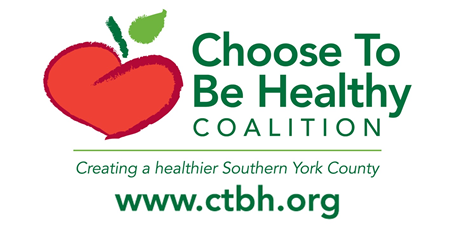 Choose To
Be Healthy
COALITION
Creating a healthier Southern York County
www.ctbh.org